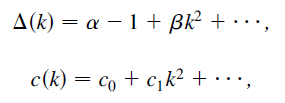 Δ(k) = α − 1 + βk² + · · ·,
c(k) = c₀ + c₁k² + · · ·,